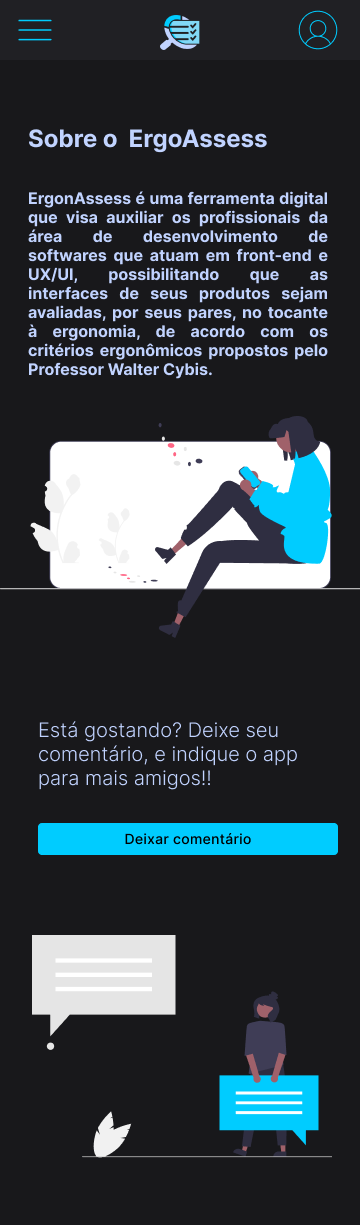 Sobre o  ErgoAssess
ErgonAssess é uma ferramenta digital
que visa auxiliar os profissionais da
área de desenvolvimento de
softwares que atuam em front-end e
UX/UI, possibilitando que as
interfaces de seus produtos sejam
avaliadas, por seus pares, no tocante
à ergonomia, de acordo com os
critérios ergonômicos propostos pelo
Professor Walter Cybis.
Está gostando? Deixe seu
comentário, e indique o app
para mais amigos!!
Deixar comentário